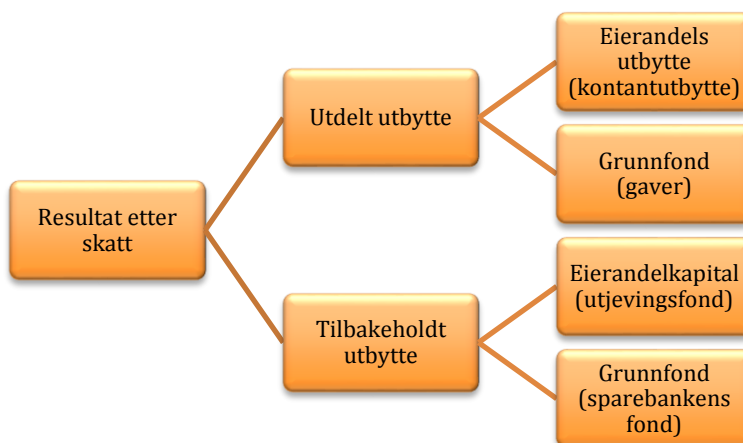 Resultat etter
skatt
Utdelt utbytte
Eierandels
utbytte
(kontantutbytte)
Grunnfond
(gaver)
Tilbakeholdt
utbytte
Eierandelkapital
(utjevingsfond)
Grunnfond
(sparebankens
fond)